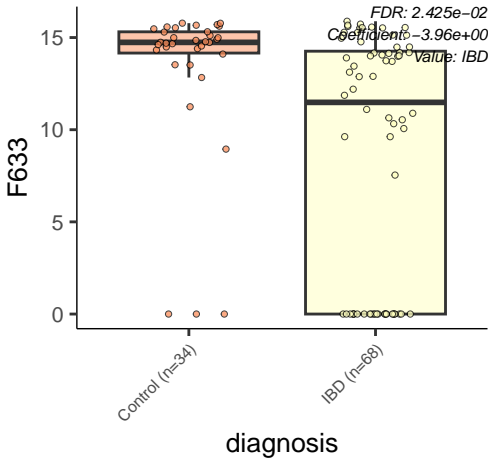 FDR: 2.425e−02
Coefficient: −3.96e+00
Value: IBD
15
10
5
0
F633
Control (n=34)
IBD (n=68)
diagnosis